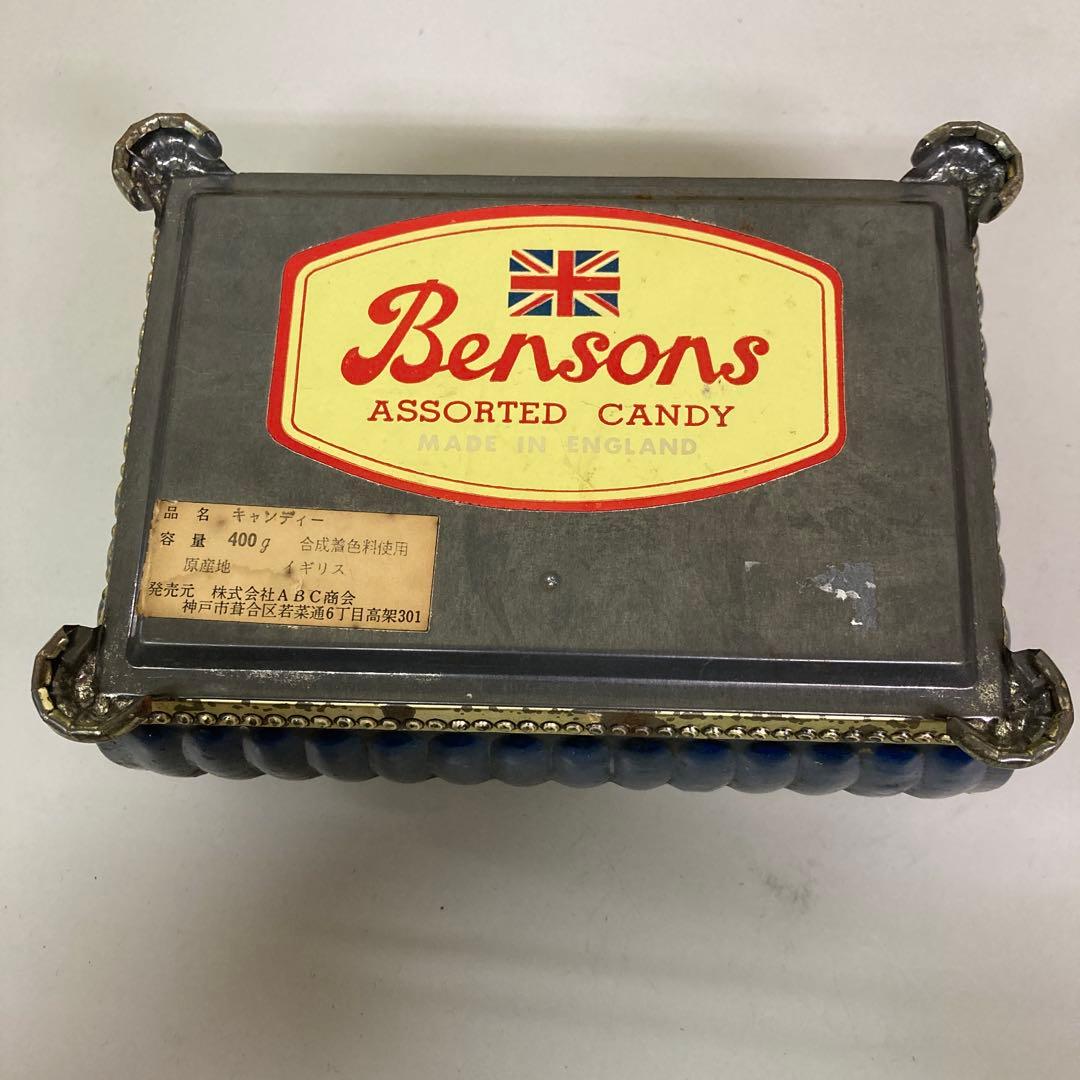 Bensons
ASSORTED CANDY
MADE IN ENGLAND
品名 キャンディー
容量 400g 合成着色料使用
原産地 イギリス
発売元 株式会社ABC商会
神戸市葺合区若菜通6丁目高架301